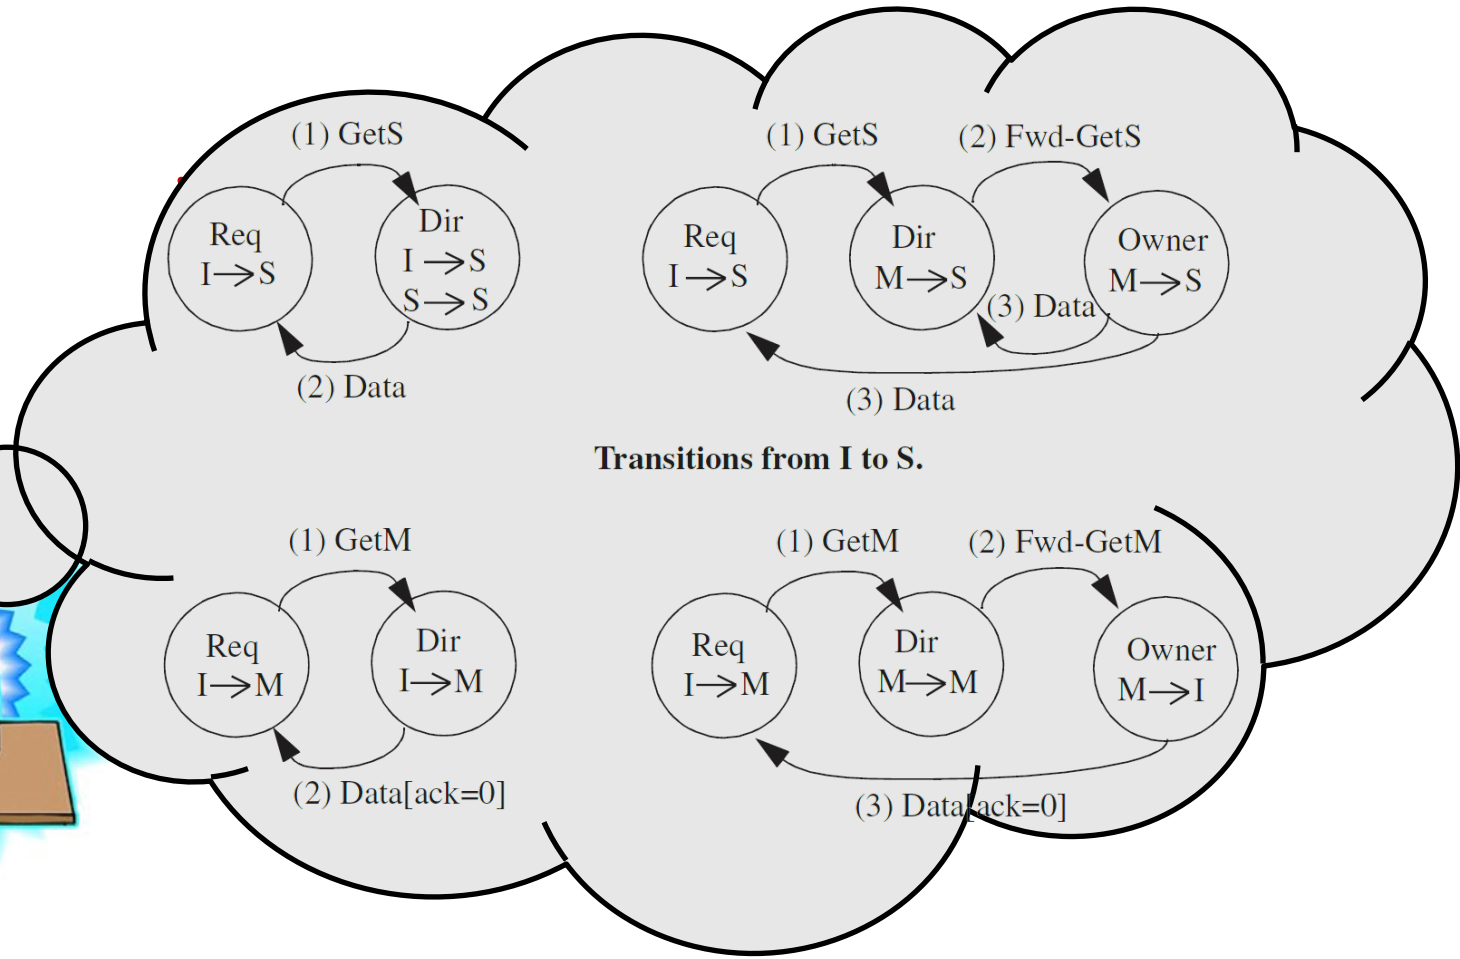 (1) GetS
Req
I→S
Dir
I→S
S→S
(2) Data
(1) GetS
(2) Fwd-GetS
Req
I→S
Dir
M→S
Owner
M→S
(3) Data
(3) Data
Transitions from I to S.
(1) GetM
Req
I→M
Dir
I→M
(2) Data[ack=0]
(1) GetM
(2) Fwd-GetM
Req
I→M
Dir
M→M
Owner
M→I
(3) Data[ack=0]